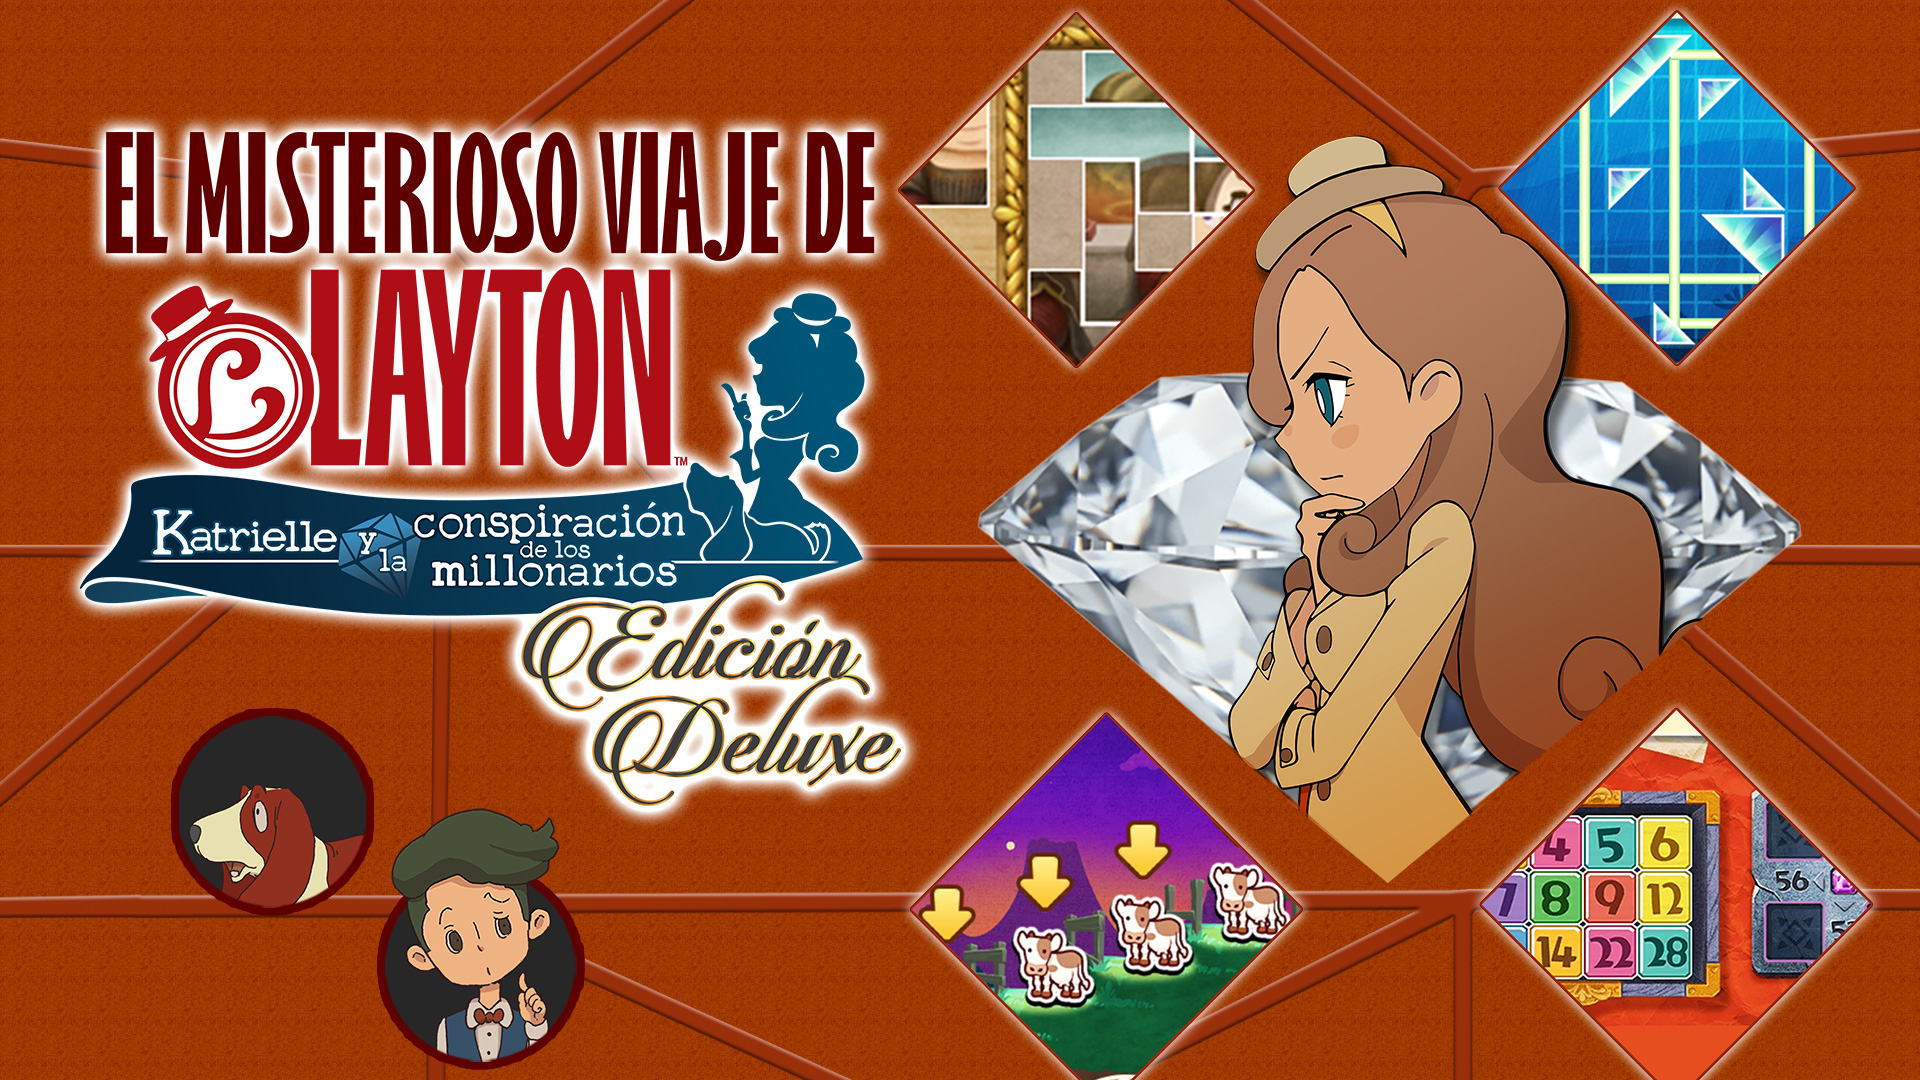 EL MISTERIOSO VIAJE DE
L LAYTON™
Katrielle y la conspiración
de los
millonarios
Edición
Deluxe
4 5 6
7 8 9 12
14 22 28
56